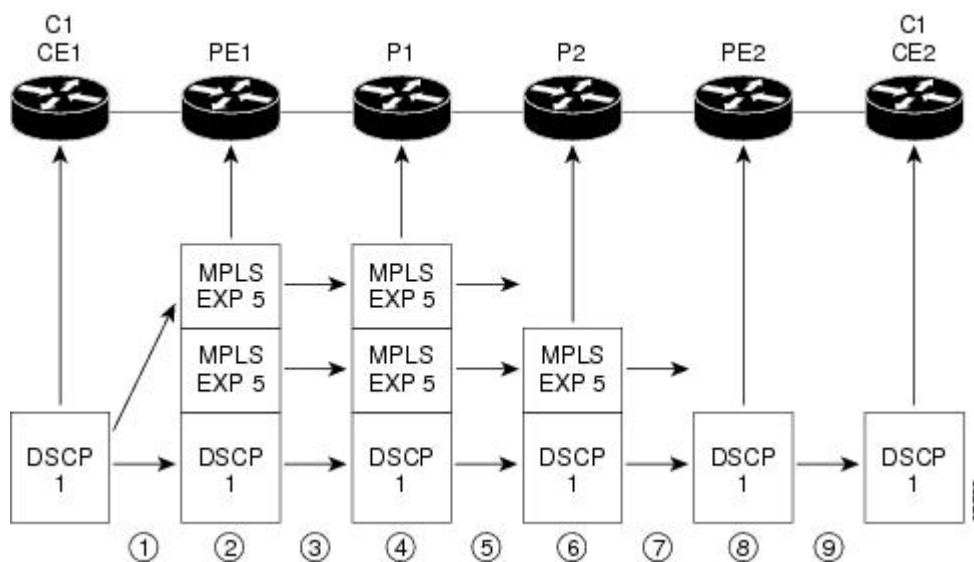 C1
CE1
PE1
P1
P2
PE2
C1
CE2
MPLS
EXP 5
MPLS
EXP 5
MPLS
EXP 5
MPLS
EXP 5
MPLS
EXP 5
DSCP
1
DSCP
1
DSCP
1
DSCP
1
DSCP
1
DSCP
1
1
2
3
4
5
6
7
8
9